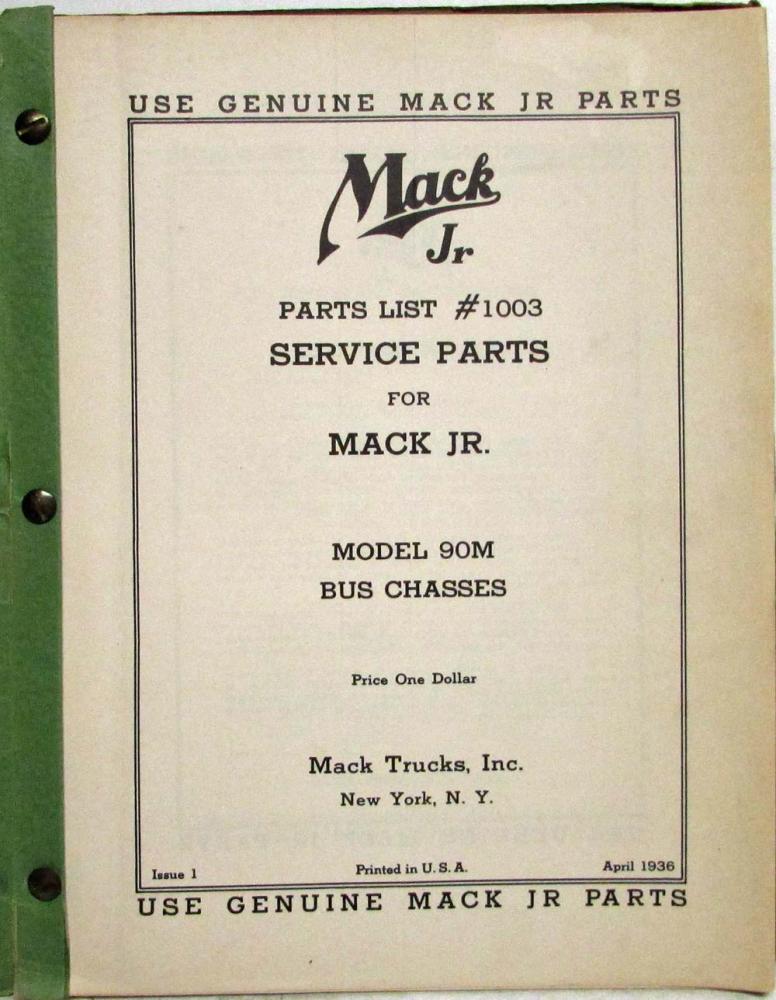 USE GENUINE MACK JR PARTS
Mack
Jr
PARTS LIST #1003
SERVICE PARTS
FOR
MACK JR.
MODEL 90M
BUS CHASSES
Price One Dollar
Mack Trucks, Inc.
New York, N. Y.
Issue 1 Printed in U. S. A. April 1936
USE GENUINE MACK JR PARTS